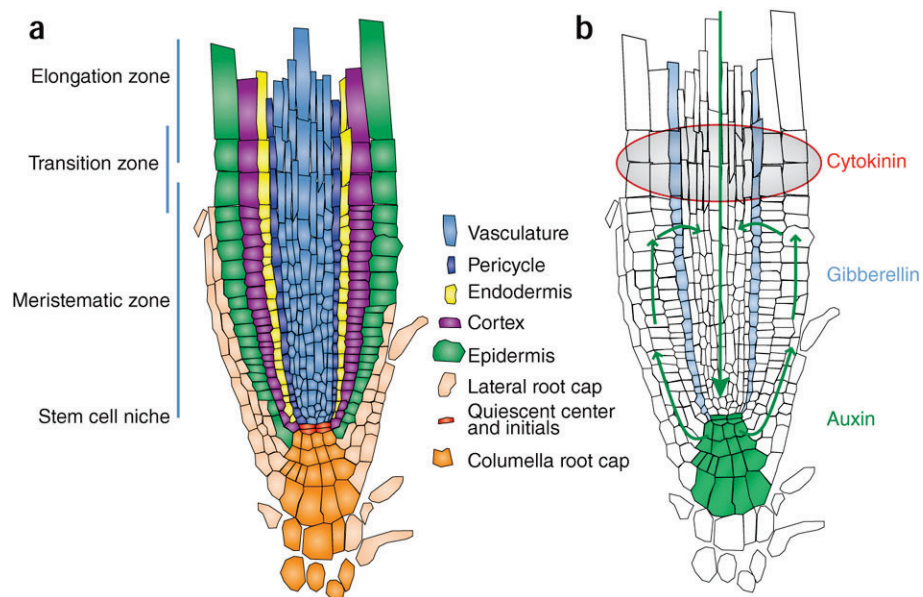 a
Elongation zone
Transition zone
Meristematic zone
Stem cell niche
Vasculature
Pericycle
Endodermis
Cortex
Epidermis
Lateral root cap
Quiescent center
and initials
Columella root cap
b
Cytokinin
Gibberellin
Auxin